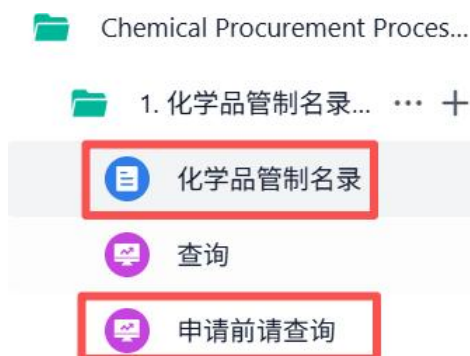 Chemical Procurement Proces...
1. 化学品管制名录... ··· +
化学品管制名录
查询
申请前请查询